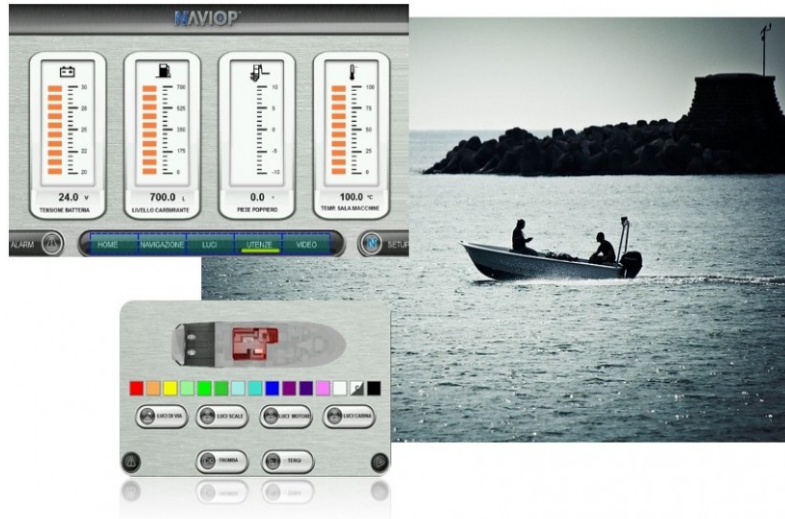 NAVIOP
30 700 10 100
28 525 5 75
25 350 0 50
22 175 -5 25
20 0 -10 0
24.0 V 700.0 L 0.0 ° 100.0 °C
TENSIONE BATTERIA LIVELLO CARBURANTE PIEDE POPPIERO TEMP. SALA MACCHINE
ALARM HOME NAVIGAZIONE LUCI UTENZE VIDEO SETUP
LUCI DI VIA LUCI SCALE LUCI MOTORE LUCI CABINA
TROMBA TERGI